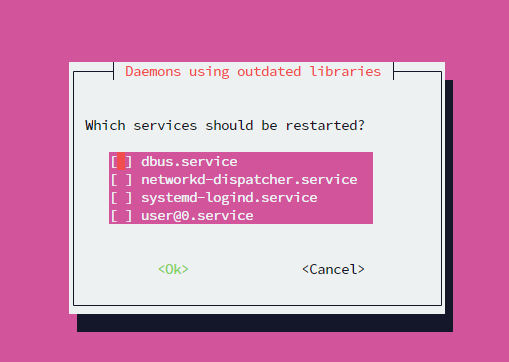 Daemons using outdated libraries
Which services should be restarted?
[ ] dbus.service
[ ] networkd-dispatcher.service
[ ] systemd-logind.service
[ ] user@0.service
<Ok> <Cancel>